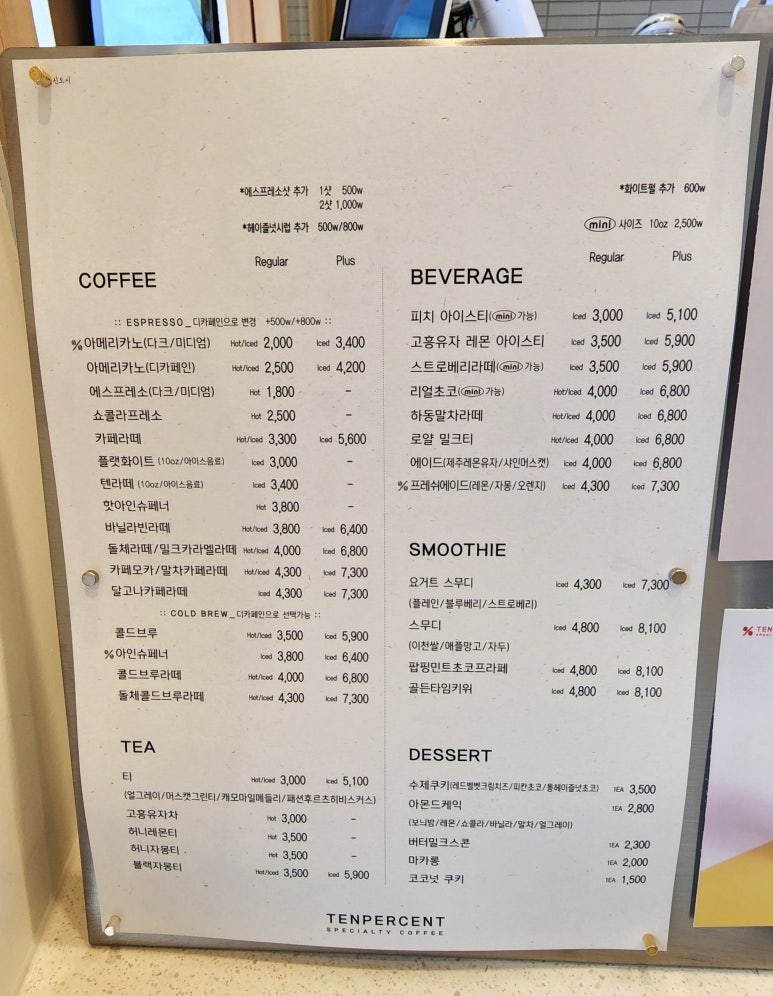 *에스프레소샷 추가 1샷 500w
2샷 1,000w
*헤이즐넛시럽 추가 500w/800w
Regular Plus
COFFEE
:: ESPRESSO_디카페인으로 변경 +500w/+800w ::
% 아메리카노(다크/미디엄) Hot/Iced 2,000 Iced 3,400
아메리카노(디카페인) Hot/Iced 2,500 Iced 4,200
에스프레소(다크/미디엄) Hot 1,800 -
쇼콜라프레소 Hot 2,500 -
카페라떼 Hot/Iced 3,300 Iced 5,600
플랫화이트 (10oz/아이스음료) Iced 3,000 -
텐라떼 (10oz/아이스음료) Iced 3,400 -
핫아인슈페너 Hot 3,800 -
바닐라빈라떼 Hot/Iced 3,800 Iced 6,400
돌체라떼/밀크카라멜라떼 Hot/Iced 4,000 Iced 6,800
카페모카/말차카페라떼 Hot/Iced 4,300 Iced 7,300
달고나카페라떼 Iced 4,300 Iced 7,300
:: COLD BREW_디카페인으로 선택가능 ::
콜드브루 Hot/Iced 3,500 Iced 5,900
% 아인슈페너 Iced 3,800 Iced 6,400
콜드브루라떼 Hot/Iced 4,000 Iced 6,800
돌체콜드브루라떼 Hot/Iced 4,300 Iced 7,300
TEA
티 Hot/Iced 3,000 Iced 5,100
(얼그레이/머스캣그린티/캐모마일메들리/패션후르츠히비스커스)
고흥유자차 Hot 3,000 -
허니레몬티 Hot 3,500 -
허니자몽티 Hot 3,500 -
블랙자몽티 Hot/Iced 3,500 Iced 5,900
*화이트펄 추가 600w
mini 사이즈 10oz 2,500w
Regular Plus
BEVERAGE
피치 아이스티(mini 가능) Iced 3,000 Iced 5,100
고흥유자 레몬 아이스티 Iced 3,500 Iced 5,900
스트로베리라떼(mini 가능) Iced 3,500 Iced 5,900
리얼초코(mini 가능) Hot/Iced 4,000 Iced 6,800
하동말차라떼 Hot/Iced 4,000 Iced 6,800
로얄 밀크티 Hot/Iced 4,000 Iced 6,800
에이드(제주레몬유자/샤인머스캣) Iced 4,000 Iced 6,800
% 프레쉬에이드(레몬/자몽/오렌지) Iced 4,300 Iced 7,300
SMOOTHIE
요거트 스무디 Iced 4,300 Iced 7,300
(플레인/블루베리/스트로베리)
스무디 Iced 4,800 Iced 8,100
(이천쌀/애플망고/자두)
팝핑민트초코프라페 Iced 4,800 Iced 8,100
골든타임키위 Iced 4,800 Iced 8,100
DESSERT
수제쿠키(레드벨벳크림치즈/피칸초코/통헤이즐넛초코) 1EA 3,500
아몬드케익 1EA 2,800
(보늬밤/레몬/쇼콜라/바닐라/말차/얼그레이)
버터밀크스콘 1EA 2,300
마카롱 1EA 2,000
코코넛 쿠키 1EA 1,500
TENPERCENT
SPECIALTY COFFEE